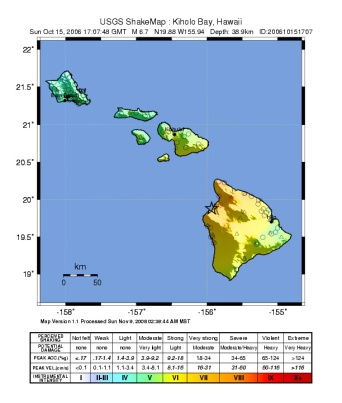 USGS ShakeMap : Kiholo Bay, Hawaii
Sun Oct 15, 2006 17:07:48 GMT M 6.7 N19.88 W155.94 Depth: 38.9km ID:200610151707
22°
21.5°
21°
20.5°
20°
19.5°
19°
km
0 50
-158° -157° -156° -155°
Map Version 1.1 Processed Sun Nov 9, 2008 02:38:44 AM MST
PERCEIVED SHAKING Not felt Weak Light Moderate Strong Very strong Severe Violent Extreme
POTENTIAL DAMAGE none none none Very light Light Moderate Moderate/Heavy Heavy Very Heavy
PEAK ACC.(%g) <.17 .17-1.4 1.4-3.9 3.9-9.2 9.2-18 18-34 34-65 65-124 >124
PEAK VEL.(cm/s) <0.1 0.1-1.1 1.1-3.4 3.4-8.1 8.1-16 16-31 31-60 60-116 >116
INSTRUMENTAL INTENSITY I II-III IV V VI VII VIII IX X+